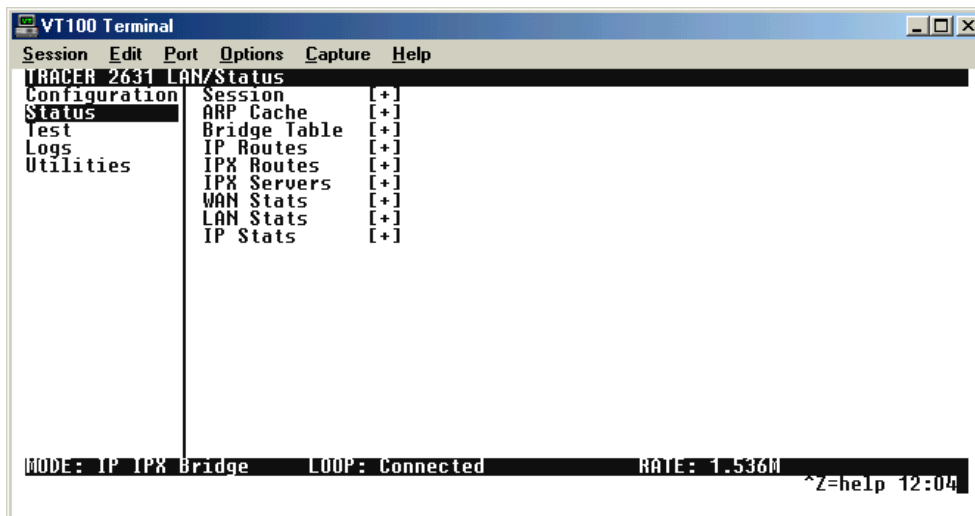 VT100 Terminal
Session Edit Port Options Capture Help
TRACER 2631 LAN/Status
Configuration Session [+]
Status ARP Cache [+]
Test Bridge Table [+]
Logs IP Routes [+]
Utilities IPX Routes [+]
IPX Servers [+]
WAN Stats [+]
LAN Stats [+]
IP Stats [+]
MODE: IP IPX Bridge LOOP: Connected RATE: 1.536M
^Z=help 12:04